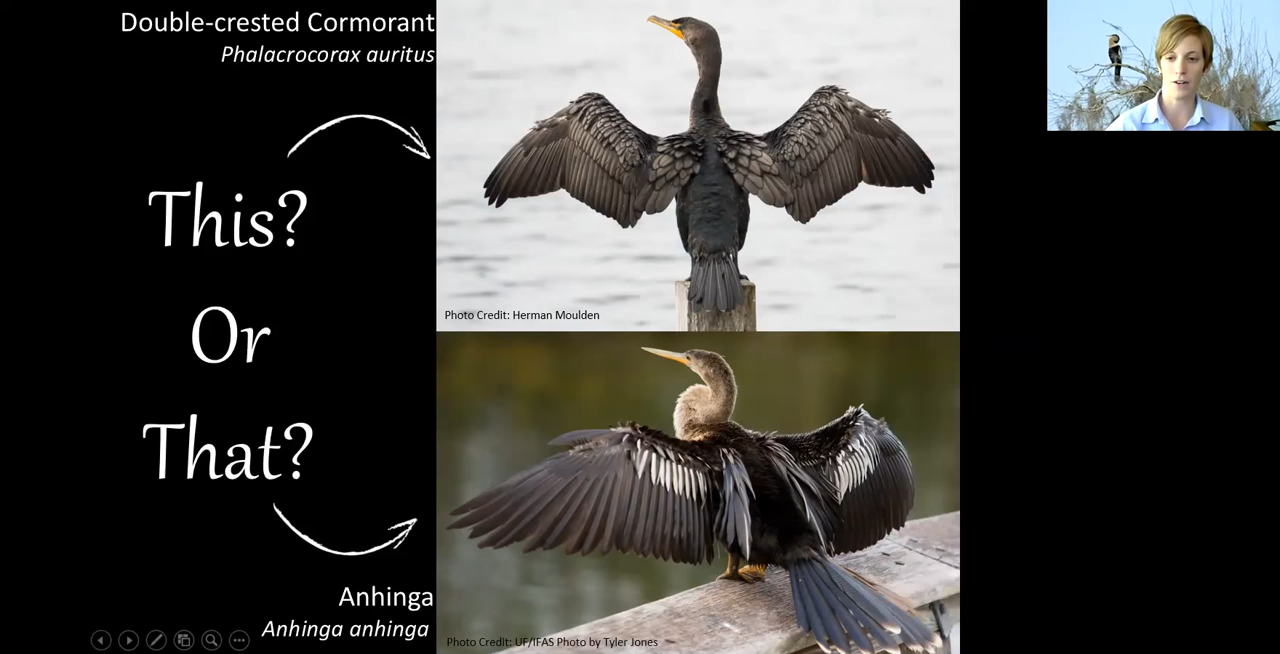 Double-crested Cormorant
Phalacrocorax auritus
This?
Or
That?
Photo Credit: Herman Moulden
Anhinga
Anhinga anhinga
Photo Credit: UF/IFAS Photo by Tyler Jones